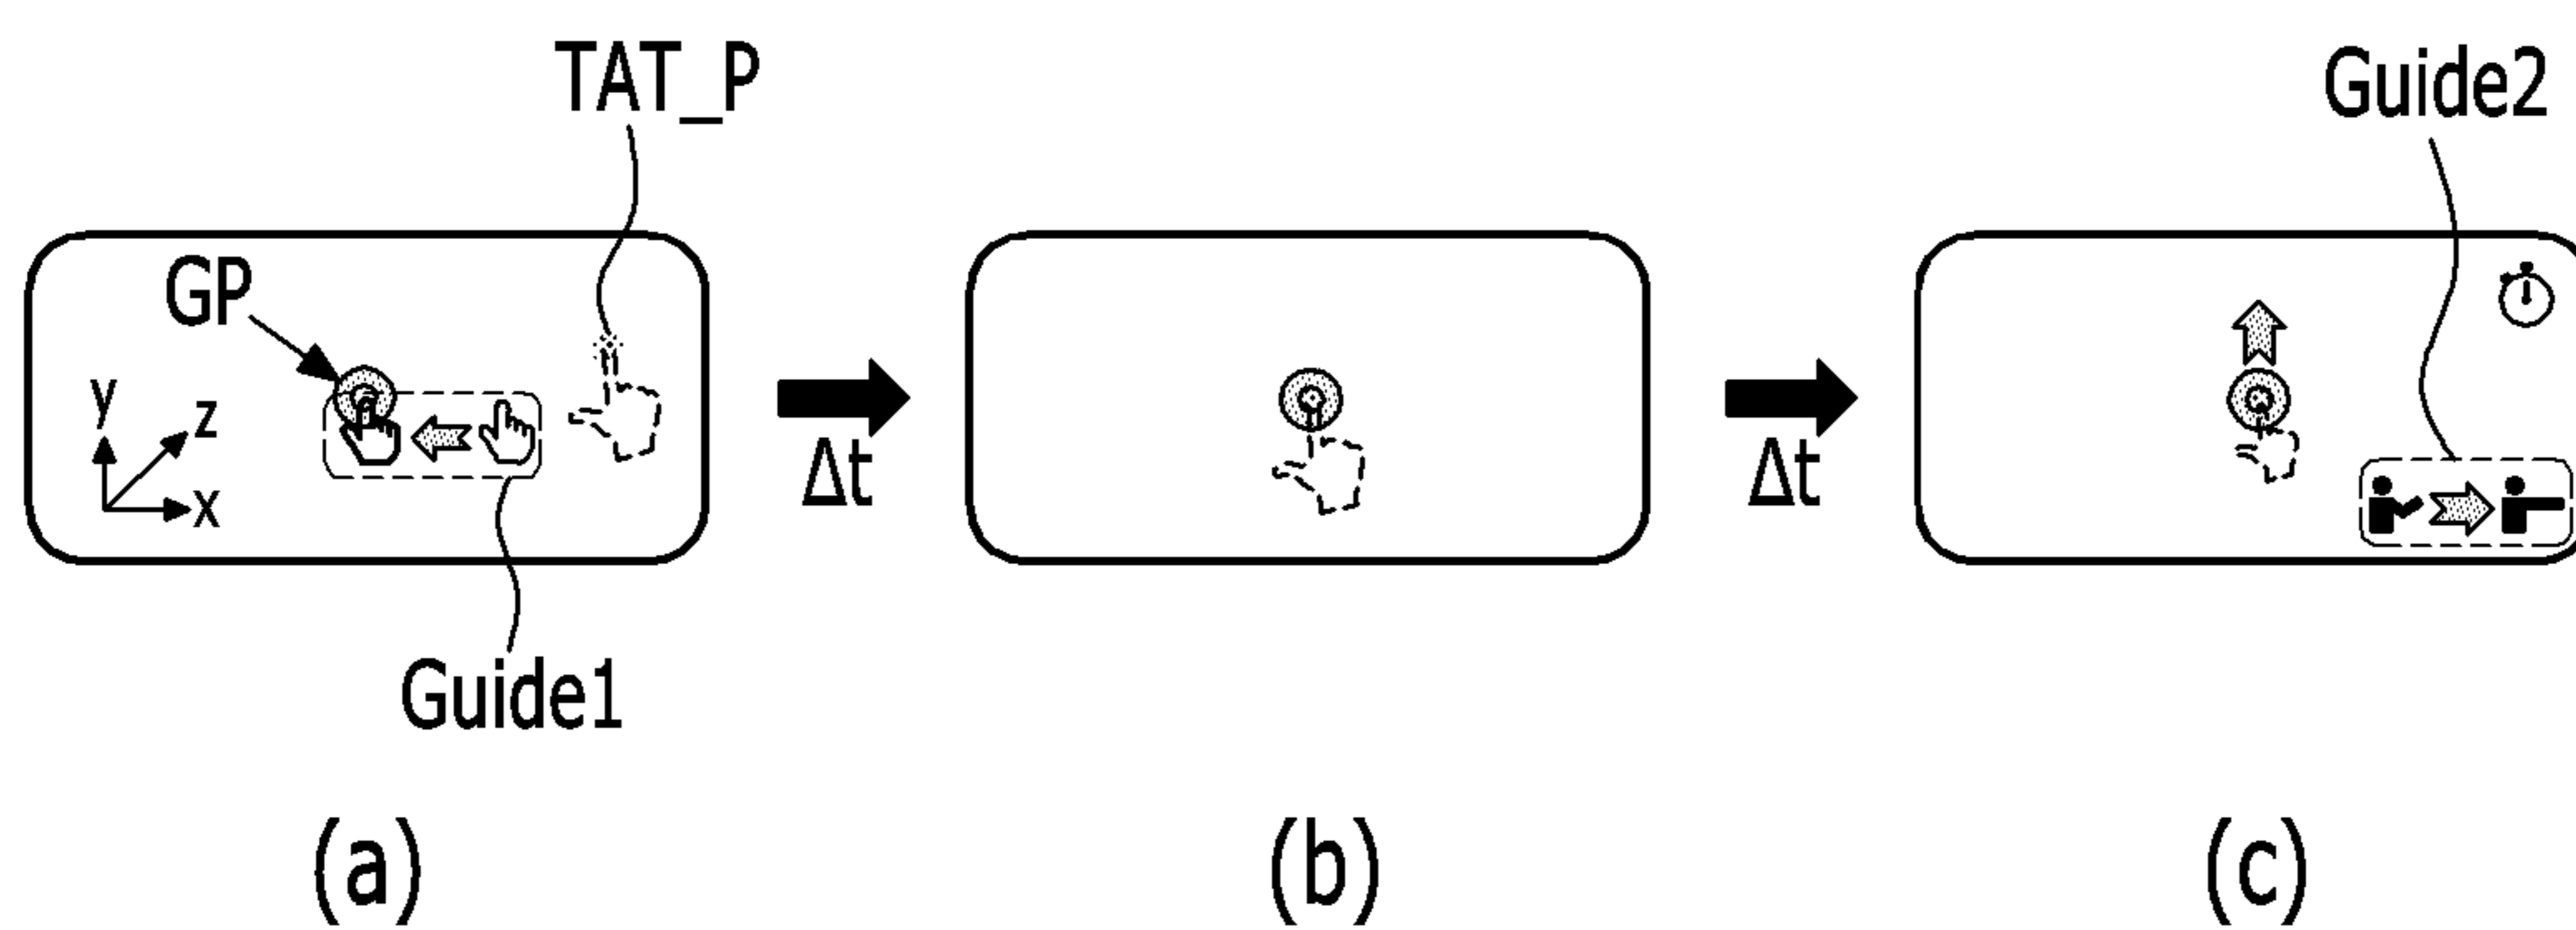 TAT_P
Guide2
GP
y
z
x
Δt
Δt
Guide1
(a)
(b)
(c)